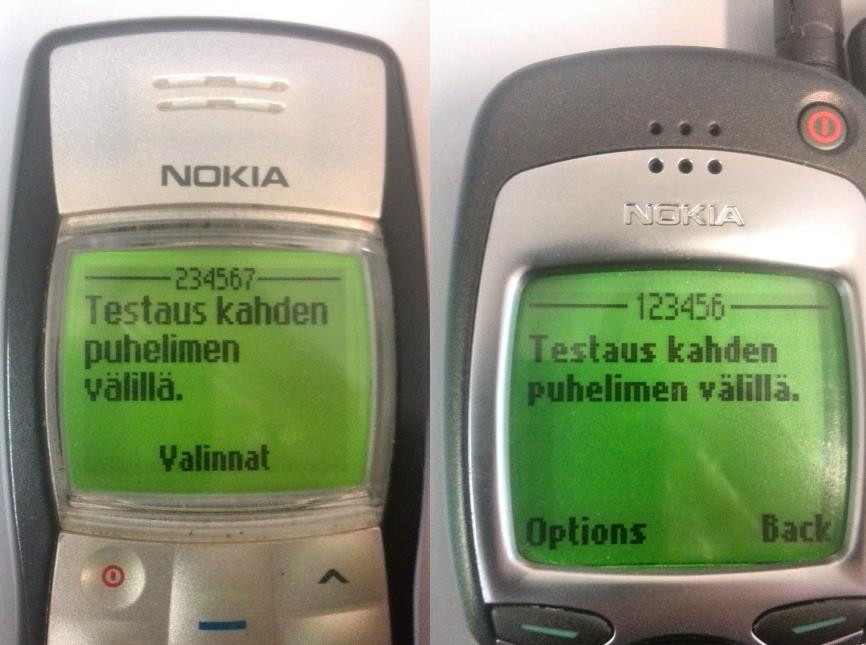 NOKIA
234567
Testaus kahden
puhelimen
välillä.
Valinnat
NOKIA
123456
Testaus kahden
puhelimen välillä.
Options Back